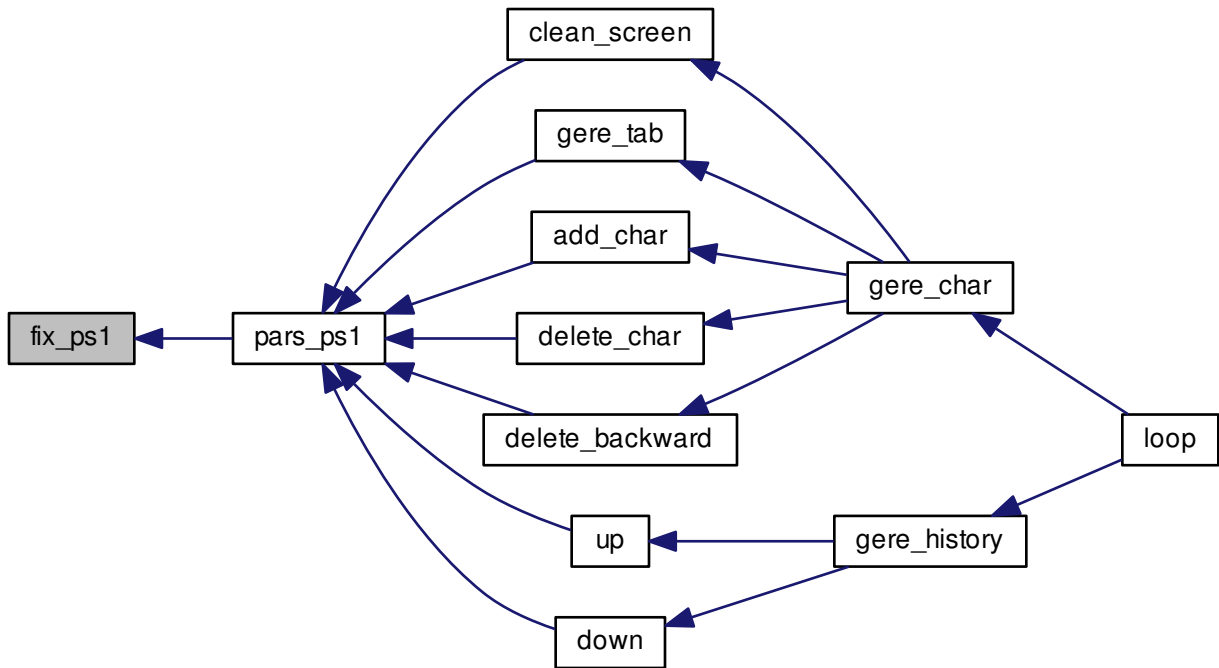 clean_screen
gere_tab
add_char
gere_char
fix_ps1
pars_ps1
delete_char
delete_backward
loop
up
gere_history
down